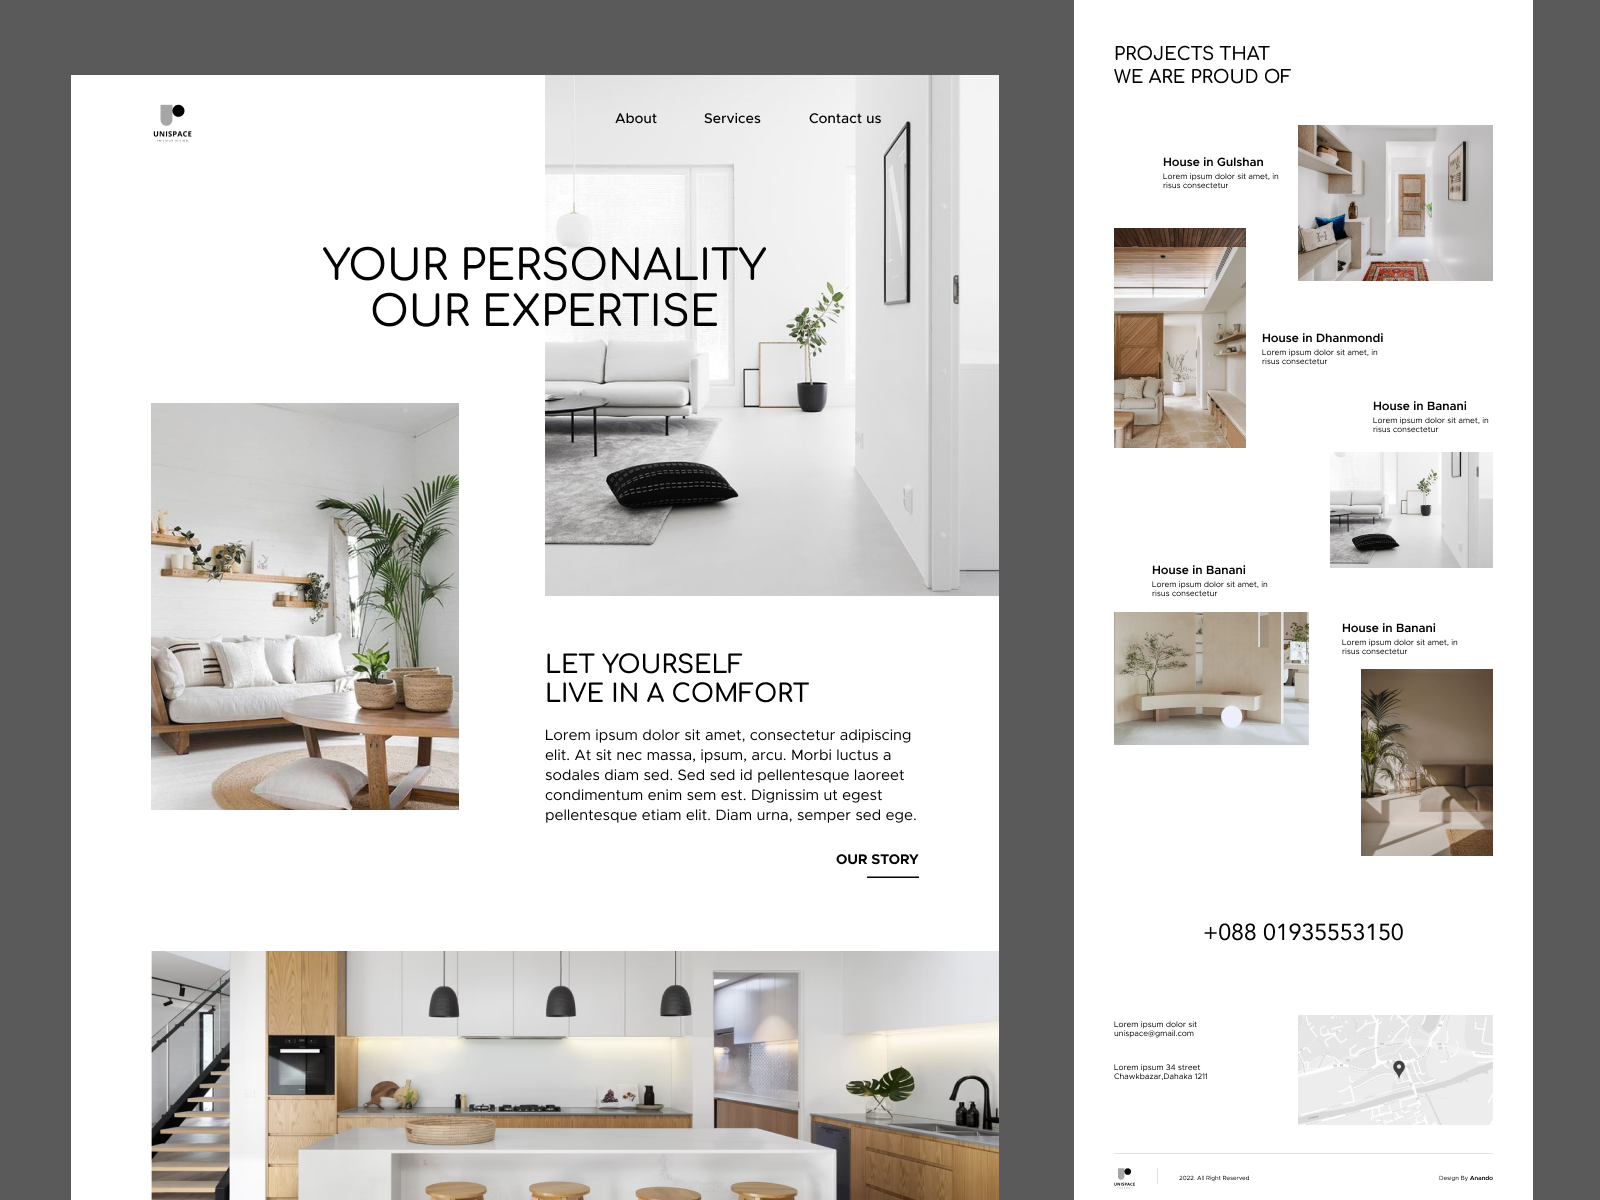 UNISPACE
About
Services
Contact us
YOUR PERSONALITY
OUR EXPERTISE
LET YOURSELF
LIVE IN A COMFORT
Lorem ipsum dolor sit amet, consectetur adipiscing
elit. At sit nec massa, ipsum, arcu. Morbi luctus a
sodales diam sed. Sed sed id pellentesque laoreet
condimentum enim sem est. Dignissim ut egest
pellentesque etiam elit. Diam urna, semper sed ege.
OUR STORY
PROJECTS THAT
WE ARE PROUD OF
House in Gulshan
Lorem ipsum dolor sit amet, in
risus consectetur
House in Dhanmondi
Lorem ipsum dolor sit amet, in
risus consectetur
House in Banani
Lorem ipsum dolor sit amet, in
risus consectetur
House in Banani
Lorem ipsum dolor sit amet, in
risus consectetur
House in Banani
Lorem ipsum dolor sit amet, in
risus consectetur
+088 01935553150
Lorem ipsum dolor sit
unispace@gmail.com
Lorem ipsum 34 street
Chawkbazar,Dahaka 1211
UNISPACE
2022. All Right Reserved
Design By Anando